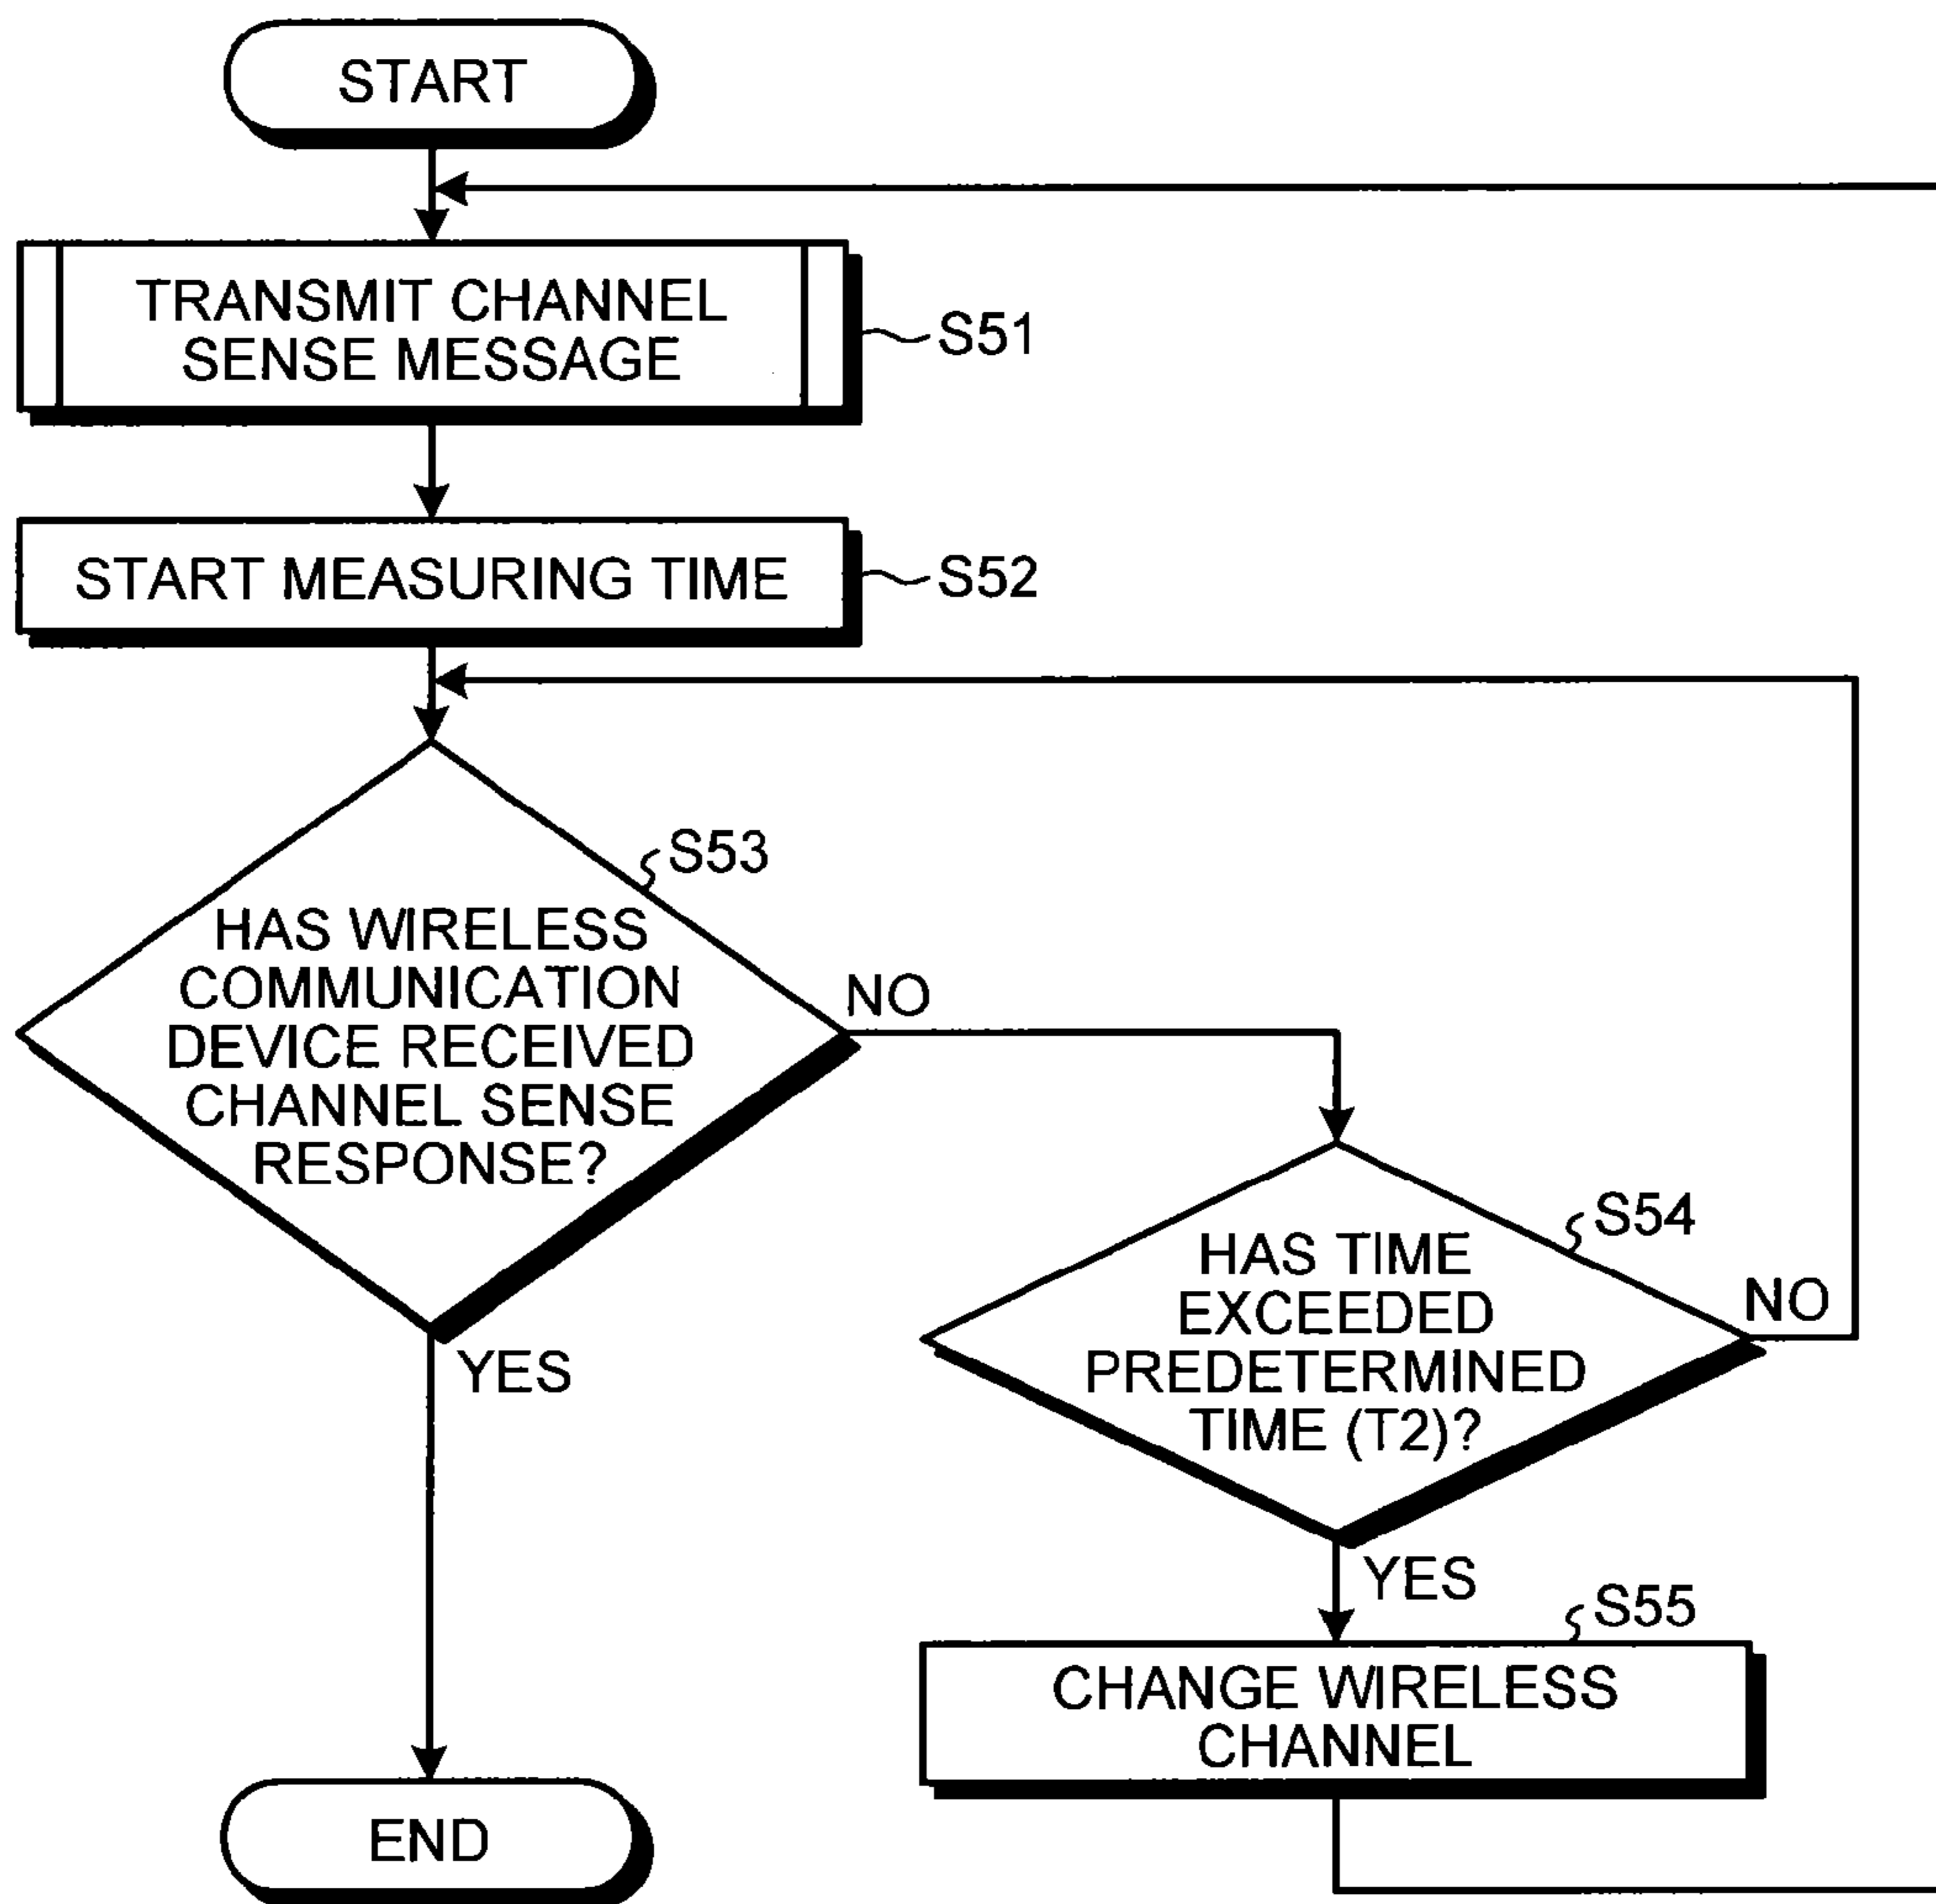 START
TRANSMIT CHANNEL
SENSE MESSAGE
S51
START MEASURING TIME
S52
S53
HAS WIRELESS
COMMUNICATION
DEVICE RECEIVED
CHANNEL SENSE
RESPONSE?
NO
YES
S54
HAS TIME
EXCEEDED
PREDETERMINED
TIME (T2)?
NO
YES
S55
CHANGE WIRELESS
CHANNEL
END